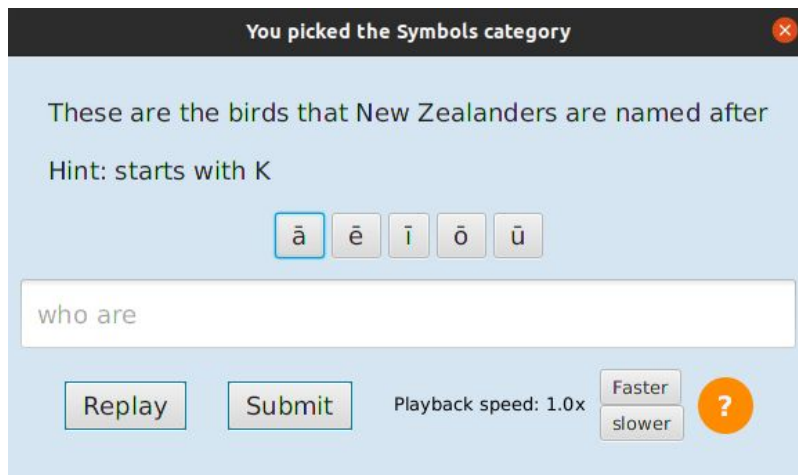 You picked the Symbols category
These are the birds that New Zealanders are named after
Hint: starts with K
ā ē ī ō ū
who are
Replay Submit Playback speed: 1.0x Faster
slower
?